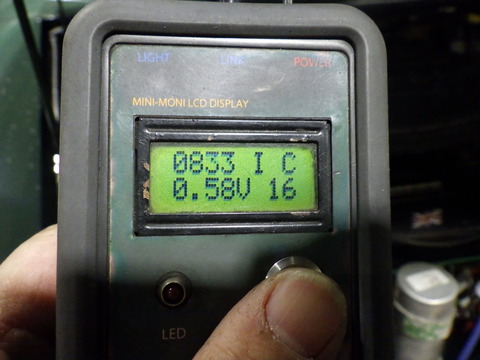 LIGHT LINK POWER
MINI-MONI LCD DISPLAY
0833 I C
0.58V 16
LED